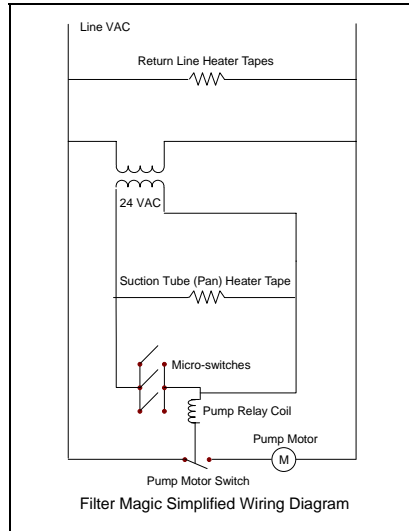 Line VAC
Return Line Heater Tapes
24 VAC
Suction Tube (Pan) Heater Tape
Micro-switches
Pump Relay Coil
Pump Motor
M
Pump Motor Switch
Filter Magic Simplified Wiring Diagram